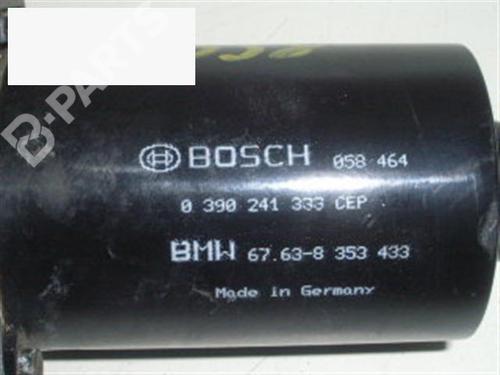 B-PARTS
BOSCH 058 464
0 390 241 333 CEP
BMW 67.63-8 353 433
Made in Germany